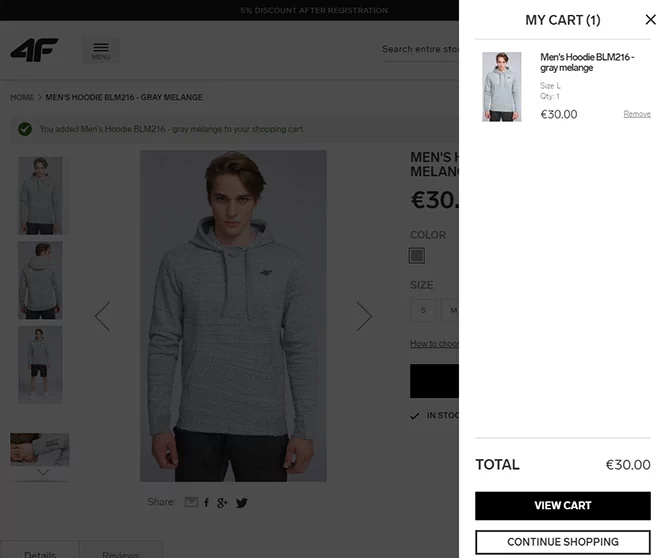 5% DISCOUNT AFTER REGISTRATION
4F
MENU
Search entire sto
HOME > MEN'S HOODIE BLM216 - GRAY MELANGE
You added Men's Hoodie BLM216 - gray melange to your shopping cart.
MEN'S H
MELAN
€30.
COLOR
SIZE
S M
How to choo
IN STOC
Share:
Details Reviews
MY CART (1)
Men's Hoodie BLM216 -
gray melange
Size: L
Qty: 1
€30.00 Remove
TOTAL €30.00
VIEW CART
CONTINUE SHOPPING